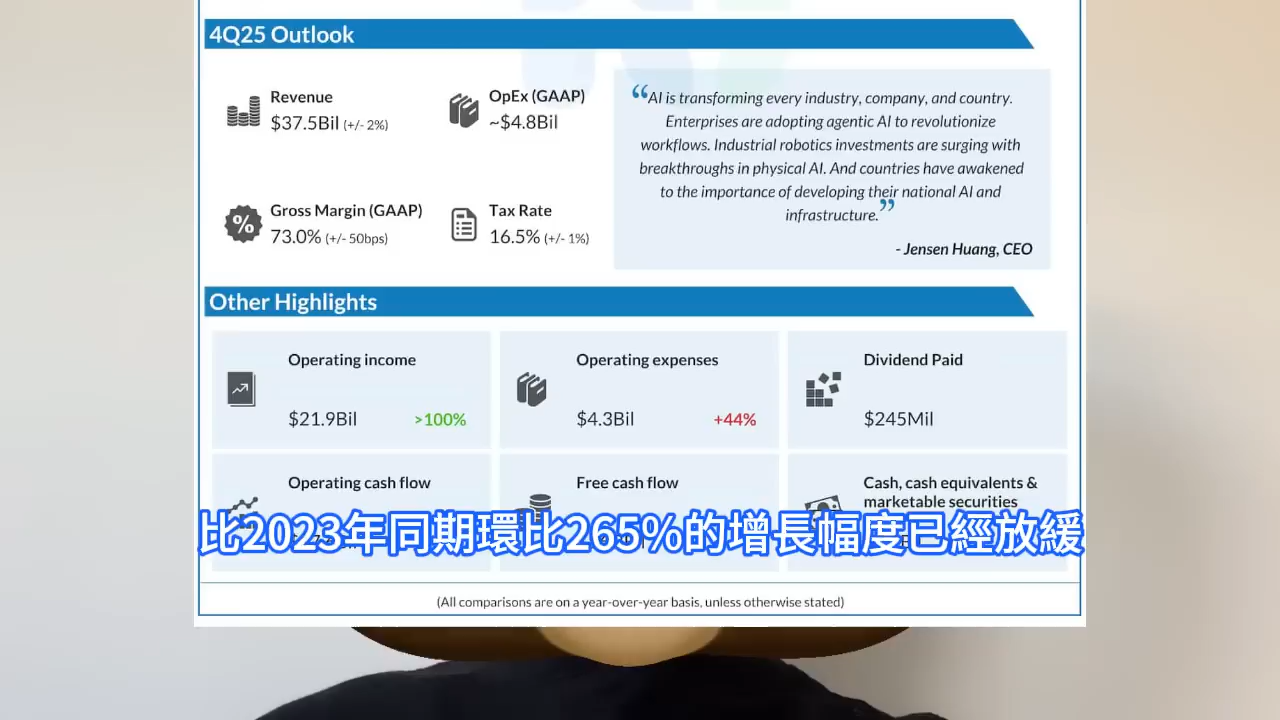 4Q25 Outlook
Revenue
$37.5Bil (+/- 2%)
OpEx (GAAP)
~$4.8Bil
Gross Margin (GAAP)
73.0% (+/- 50bps)
Tax Rate
16.5% (+/- 1%)
“AI is transforming every industry, company, and country.
Enterprises are adopting agentic AI to revolutionize
workflows. Industrial robotics investments are surging with
breakthroughs in physical AI. And countries have awakened
to the importance of developing their national AI and
infrastructure.”
- Jensen Huang, CEO
Other Highlights
Operating income
$21.9Bil >100%
Operating expenses
$4.3Bil +44%
Dividend Paid
$245Mil
Operating cash flow
Free cash flow
Cash, cash equivalents &
marketable securities
比2023年同期環比265%的增長幅度已經放緩
(All comparisons are on a year-over-year basis, unless otherwise stated)